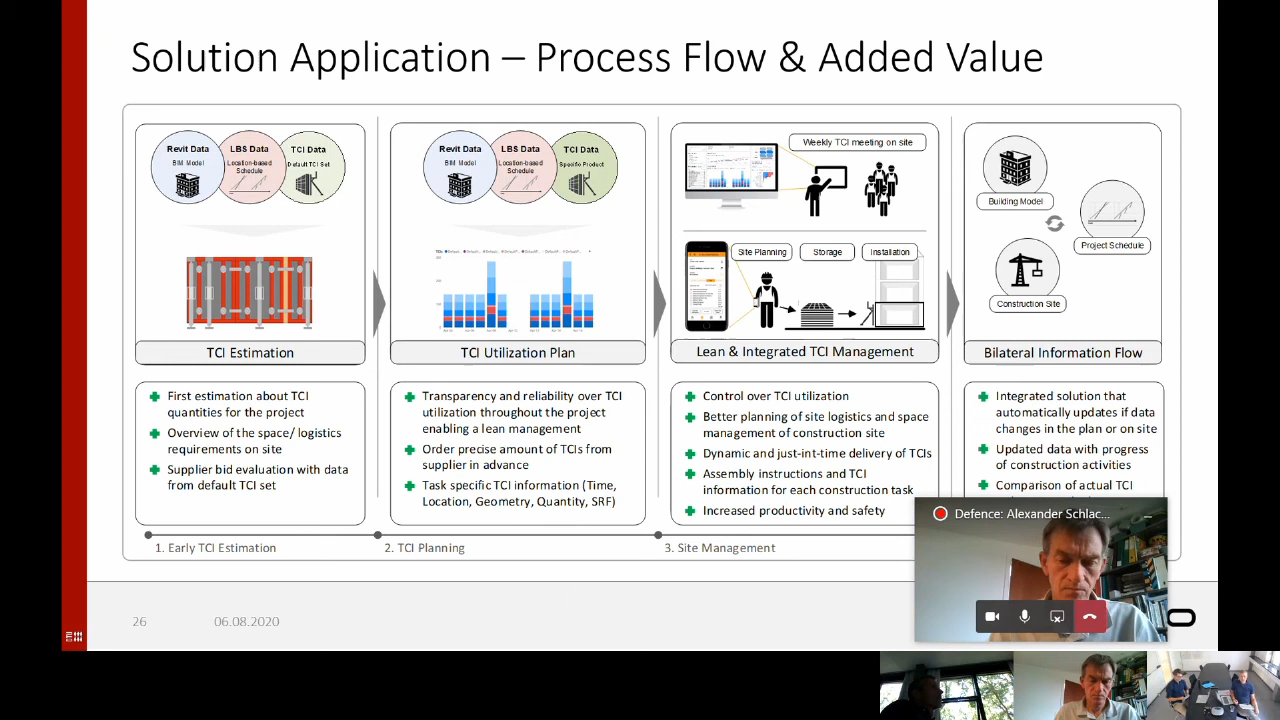 Solution Application – Process Flow & Added Value
Revit Data
BIM Model
LBS Data
Location-based
Schedule
TCI Data
Default TCI Set
TCI Estimation
First estimation about TCI
quantities for the project
Overview of the space/ logistics
requirements on site
Supplier bid evaluation with data
from default TCI set
Revit Data
BIM Model
LBS Data
Location-based
Schedule
TCI Data
Specific Product
TCI Utilization Plan
Transparency and reliability over TCI
utilization throughout the project
enabling a lean management
Order precise amount of TCIs from
supplier in advance
Task specific TCI information (Time,
Location, Geometry, Quantity, SRF)
Weekly TCI meeting on site
Site Planning
Storage
Installation
Lean & Integrated TCI Management
Control over TCI utilization
Better planning of site logistics and space
management of construction site
Dynamic and just-int-time delivery of TCIs
Assembly instructions and TCI
information for each construction task
Increased productivity and safety
Building Model
Project Schedule
Construction Site
Bilateral Information Flow
Integrated solution that
automatically updates if data
changes in the plan or on site
Updated data with progress
of construction activities
Comparison of actual TCI
1. Early TCI Estimation
2. TCI Planning
3. Site Management
Defence: Alexander Schlac...
26
06.08.2020